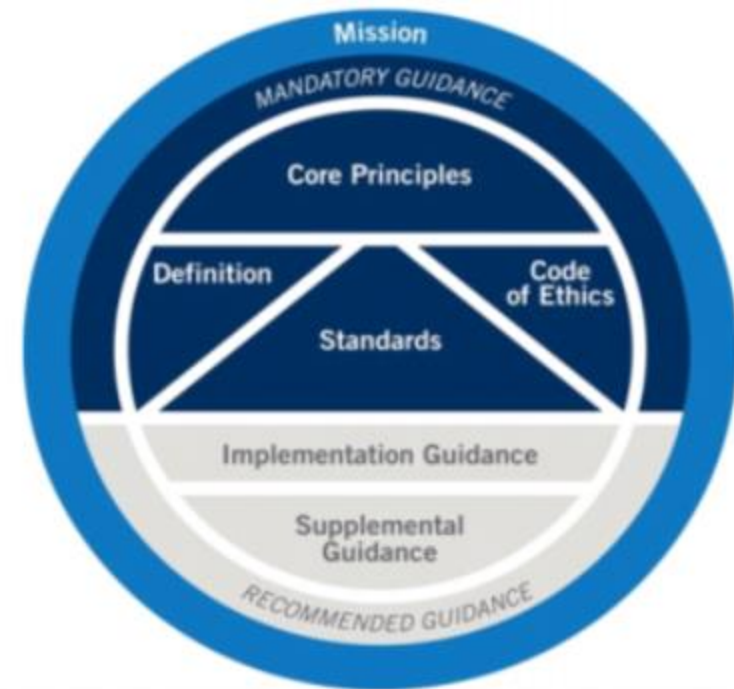 Mission
MANDATORY GUIDANCE
Core Principles
Definition
Code
of Ethics
Standards
Implementation Guidance
Supplemental
Guidance
RECOMMENDED GUIDANCE